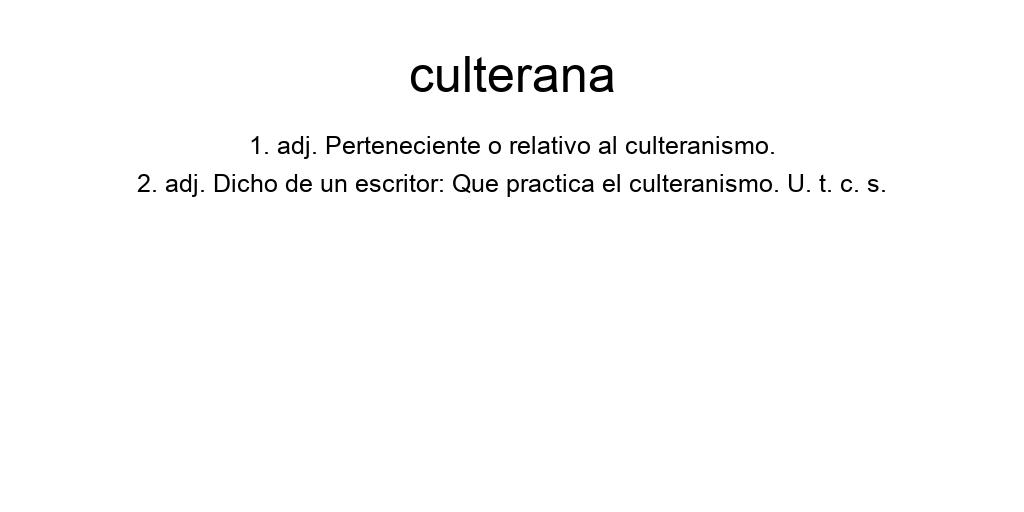 culterana
1. adj. Perteneciente o relativo al culteranismo.
2. adj. Dicho de un escritor: Que practica el culteranismo. U. t. c. s.